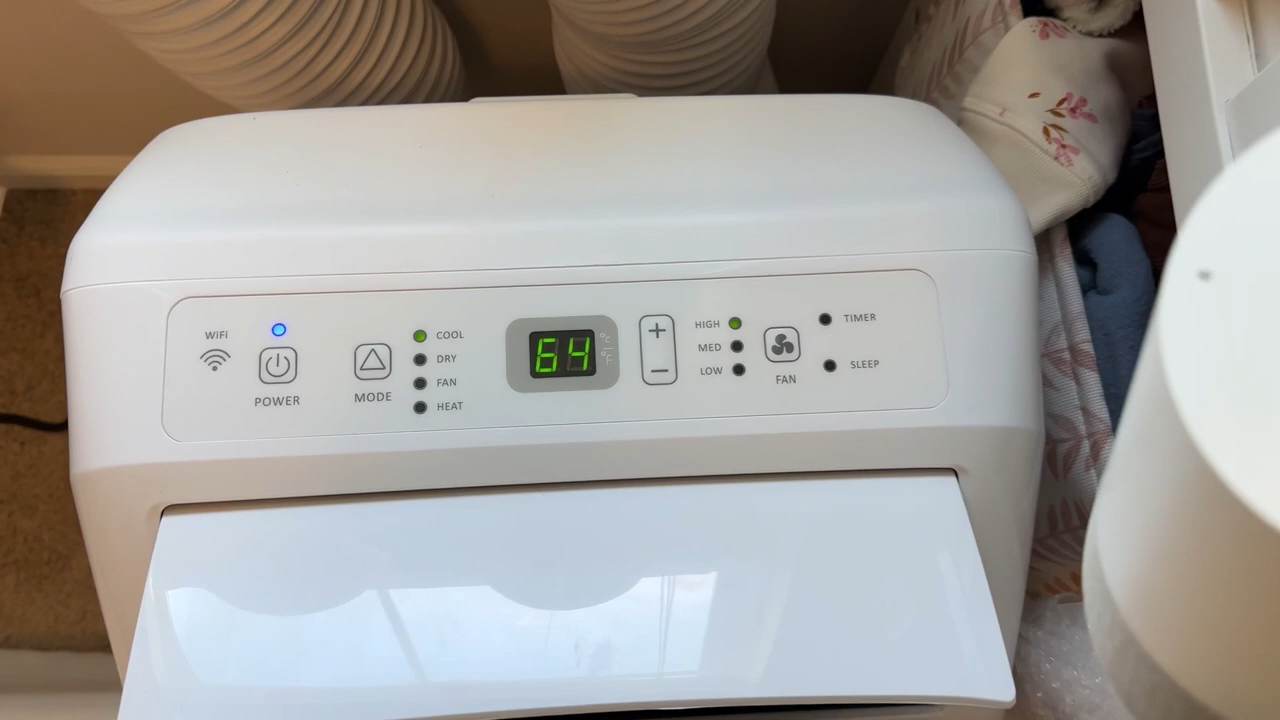 WiFi
POWER
MODE
COOL
DRY
FAN
HEAT
64
°C
/
°F
+
−
HIGH
MED
LOW
FAN
TIMER
SLEEP